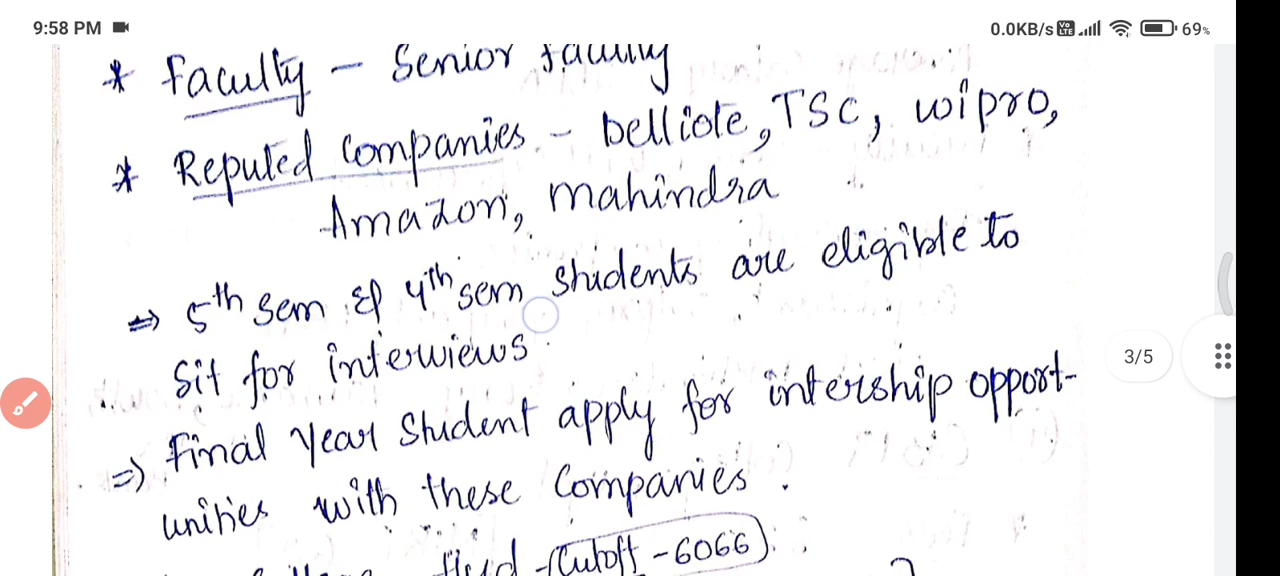 9:58 PM 0.0KB/s Vo LTE 69%
* Faculty - Senior faculty
* Reputed Companies - Delliote, TSC, wipro,
Amazon, mahindra
⇒ 5th sem & 4th sem students are eligible to
Sit for interwiews.
3/5
⇒ Final Year Student apply for intership opport-
unities with these Companies.
Cutoff - 6066